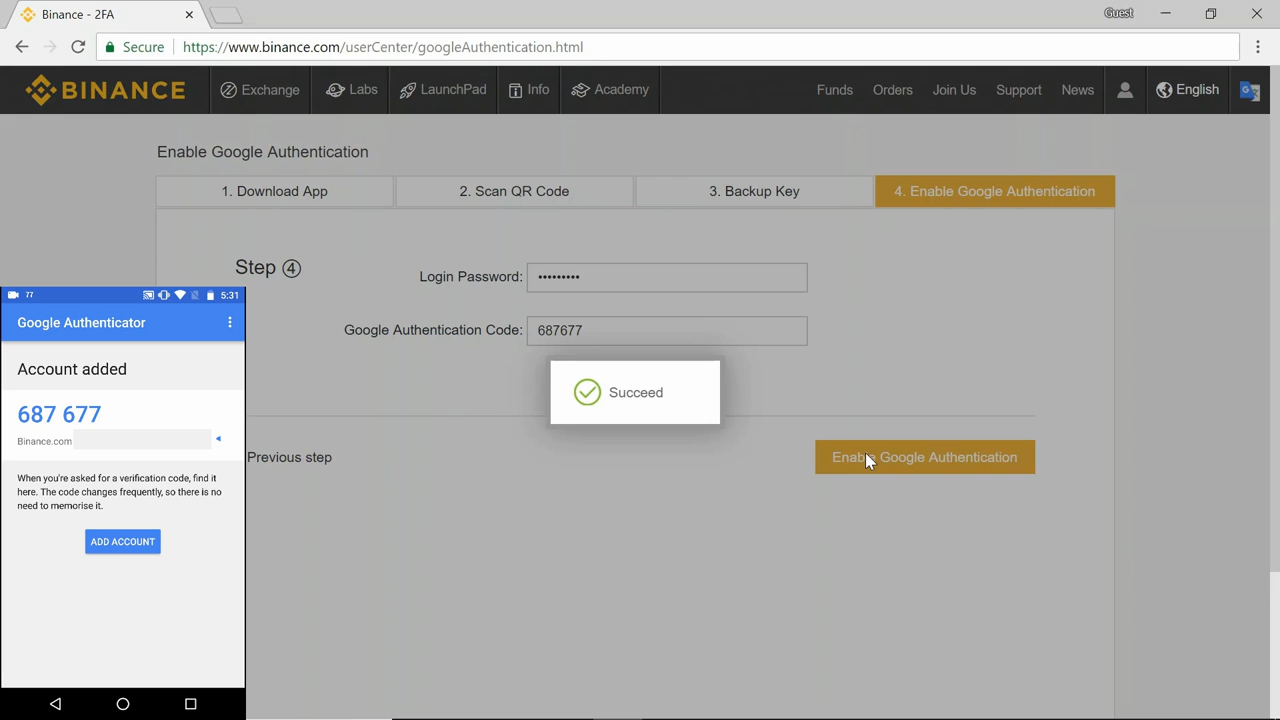 Binance - 2FA
Guest
Secure https://www.binance.com/userCenter/googleAuthentication.html
BINANCE Exchange Labs LaunchPad Info Academy Funds Orders Join Us Support News English
Enable Google Authentication
1. Download App 2. Scan QR Code 3. Backup Key 4. Enable Google Authentication
Step ④
Login Password: •••••••••
Google Authentication Code: 687677
Succeed
Previous step
Enable Google Authentication
77 5:31
Google Authenticator
Account added
687 677
Binance.com
When you're asked for a verification code, find it
here. The code changes frequently, so there is no
need to memorise it.
ADD ACCOUNT